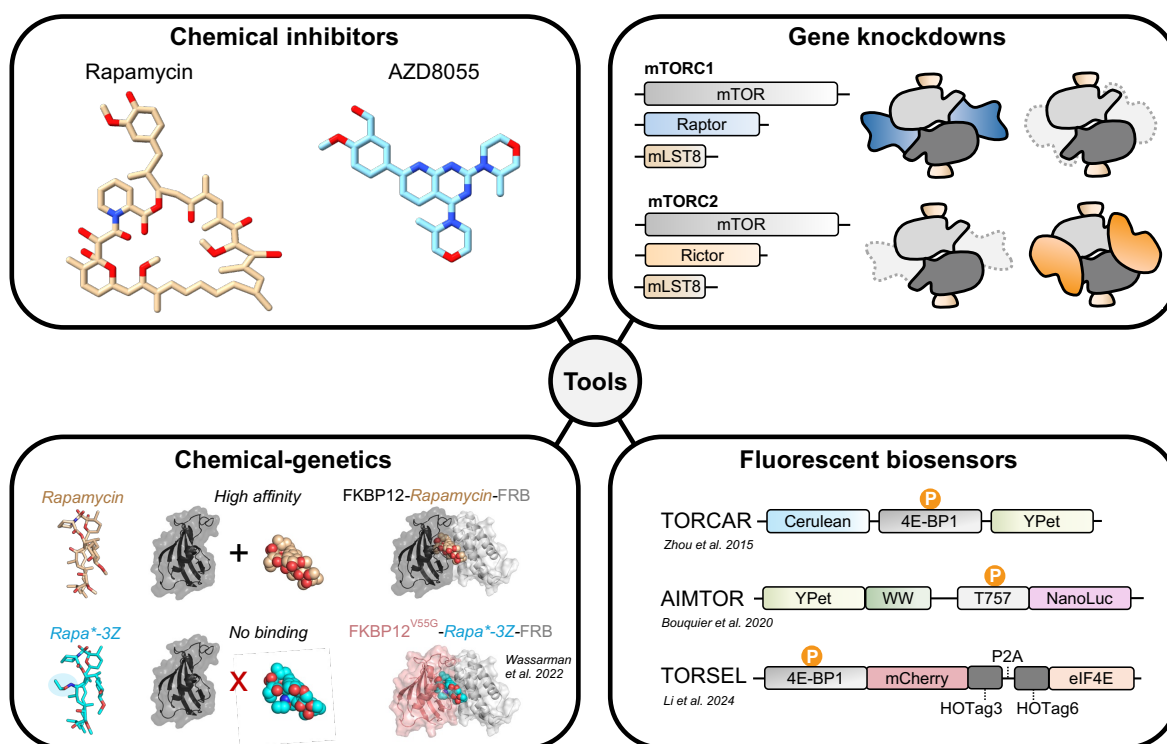 Chemical inhibitors
Rapamycin
AZD8055
Gene knockdowns
mTORC1
mTOR
Raptor
mLST8
mTORC2
mTOR
Rictor
mLST8
Tools
Chemical-genetics
Rapamycin
High affinity
FKBP12-Rapamycin-FRB
+
Rapa*-3Z
No binding
FKBP12V55G-Rapa*-3Z-FRB
X
Wassarman
et al. 2022
Fluorescent biosensors
P
TORCAR
Cerulean
4E-BP1
YPet
Zhou et al. 2015
P
AIMTOR
YPet
WW
T757
NanoLuc
Bouquier et al. 2020
P
P2A
TORSEL
4E-BP1
mCherry
eIF4E
Li et al. 2024
HOTag3
HOTag6